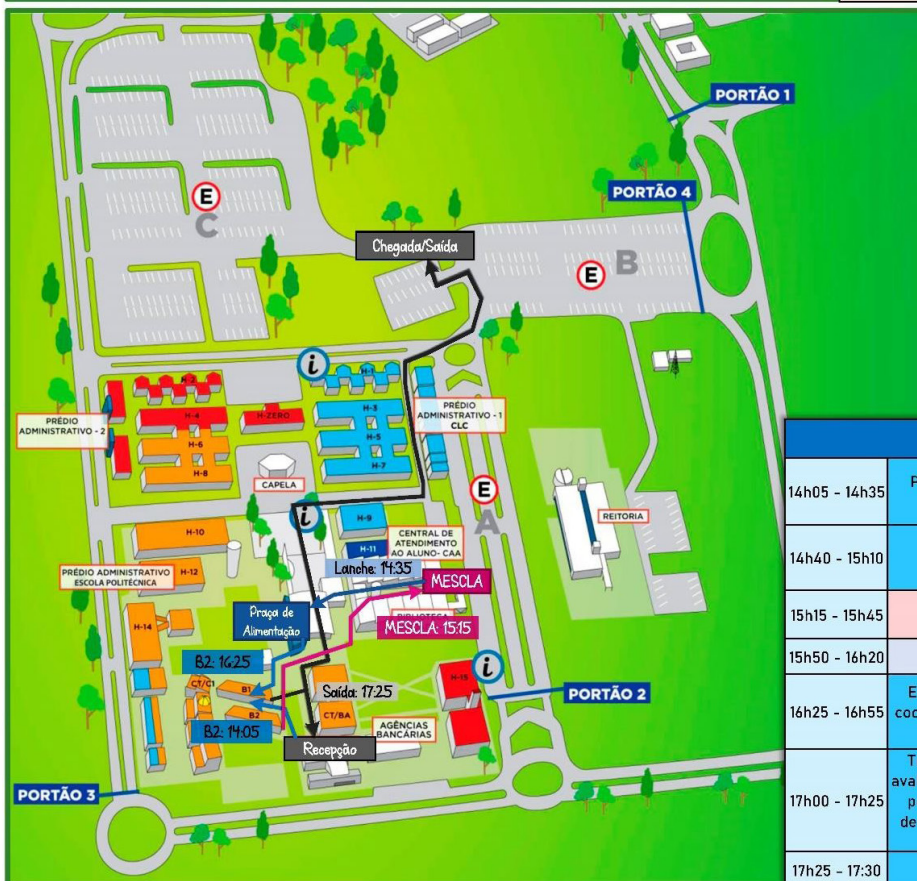 PORTÃO 1
PORTÃO 4
E
C
Chegada/Saída
E
B
i
H-2
H-1
H-4
H-ZERO
H-3
PRÉDIO
ADMINISTRATIVO - 2
PRÉDIO
ADMINISTRATIVO - 1
CLC
H-6
H-5
H-8
H-7
CAPELA
E
A
REITORIA
i
H-9
H-10
CENTRAL DE
ATENDIMENTO
AO ALUNO- CAA
H-11
Lanche: 14:35
PRÉDIO ADMINISTRATIVO
ESCOLA POLITÉCNICA
H-12
MESCLA
Praça de
Alimentação
BIBLIOTECA
MESCLA: 15:15
H-14
B2: 16:25
CT/C1
B1
Saída: 17:25
H-15
i
PORTÃO 2
B2
B2: 14:05
CT/BA
AGÊNCIAS
BANCÁRIAS
Recepção
PORTÃO 3
14h05 - 14h35
P
14h40 - 15h10
15h15 - 15h45
15h50 - 16h20
16h25 - 16h55
E
coo
17h00 - 17h25
T
ava
p
de
17h25 - 17:30